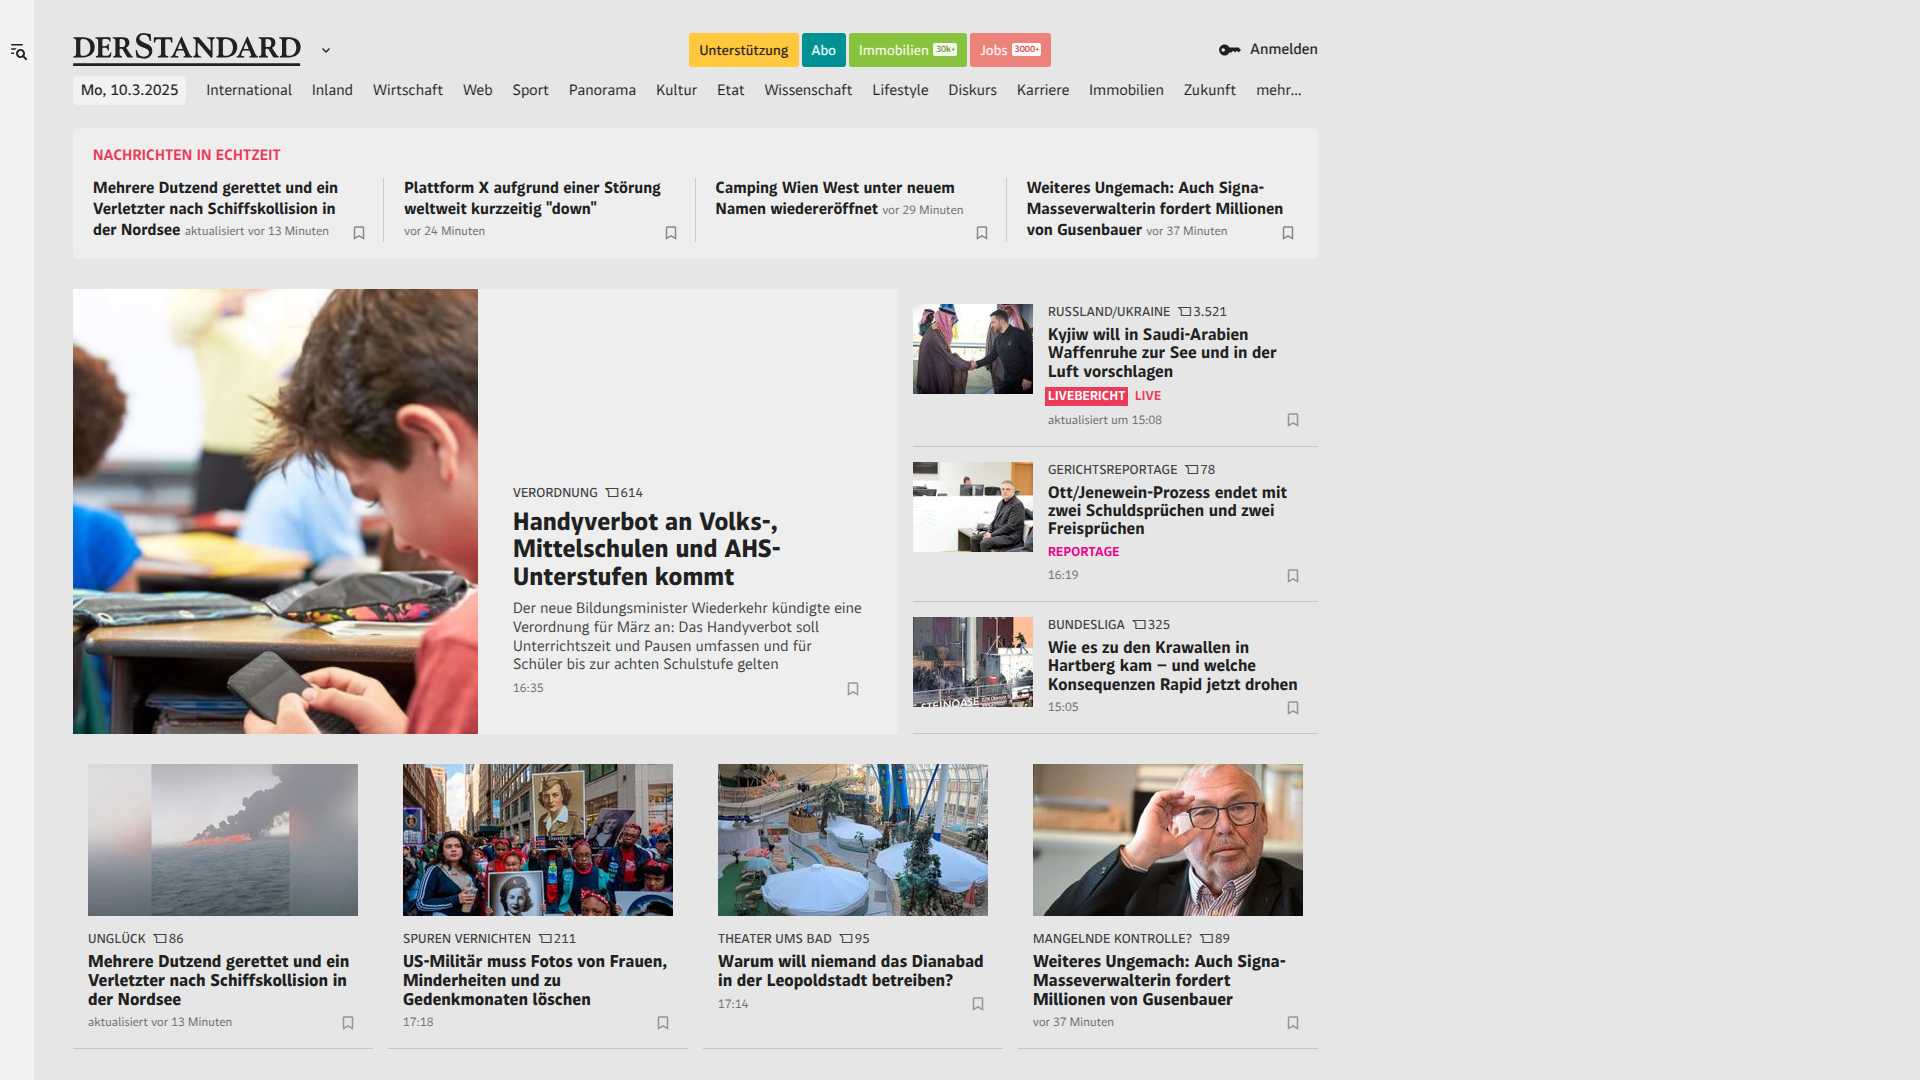 DERSTANDARD
Unterstützung
Abo
Immobilien 30k+
Jobs 3000+
Anmelden
Mo, 10.3.2025
International
Inland
Wirtschaft
Web
Sport
Panorama
Kultur
Etat
Wissenschaft
Lifestyle
Diskurs
Karriere
Immobilien
Zukunft
mehr...
NACHRICHTEN IN ECHTZEIT
Mehrere Dutzend gerettet und ein
Verletzter nach Schiffskollision in
der Nordsee aktualisiert vor 13 Minuten
Plattform X aufgrund einer Störung
weltweit kurzzeitig "down"
vor 24 Minuten
Camping Wien West unter neuem
Namen wiedereröffnet vor 29 Minuten
Weiteres Ungemach: Auch Signa-
Masseverwalterin fordert Millionen
von Gusenbauer vor 37 Minuten
VERORDNUNG 614
Handyverbot an Volks-,
Mittelschulen und AHS-
Unterstufen kommt
Der neue Bildungsminister Wiederkehr kündigte eine
Verordnung für März an: Das Handyverbot soll
Unterrichtszeit und Pausen umfassen und für
Schüler bis zur achten Schulstufe gelten
16:35
RUSSLAND/UKRAINE 3.521
Kyjiw will in Saudi-Arabien
Waffenruhe zur See und in der
Luft vorschlagen
LIVEBERICHT LIVE
aktualisiert um 15:08
GERICHTSREPORTAGE 78
Ott/Jenewein-Prozess endet mit
zwei Schuldsprüchen und zwei
Freisprüchen
REPORTAGE
16:19
BUNDESLIGA 325
Wie es zu den Krawallen in
Hartberg kam – und welche
Konsequenzen Rapid jetzt drohen
15:05
UNGLÜCK 86
Mehrere Dutzend gerettet und ein
Verletzter nach Schiffskollision in
der Nordsee
aktualisiert vor 13 Minuten
SPUREN VERNICHTEN 211
US-Militär muss Fotos von Frauen,
Minderheiten und zu
Gedenkmonaten löschen
17:18
THEATER UMS BAD 95
Warum will niemand das Dianabad
in der Leopoldstadt betreiben?
17:14
MANGELNDE KONTROLLE? 89
Weiteres Ungemach: Auch Signa-
Masseverwalterin fordert
Millionen von Gusenbauer
vor 37 Minuten